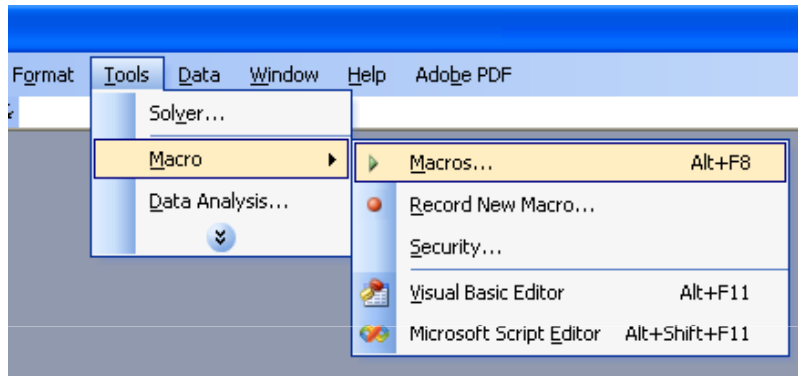 Format Tools Data Window Help Adobe PDF
Solver...
Macro
Macros... Alt+F8
Data Analysis...
Record New Macro...
Security...
Visual Basic Editor Alt+F11
Microsoft Script Editor Alt+Shift+F11